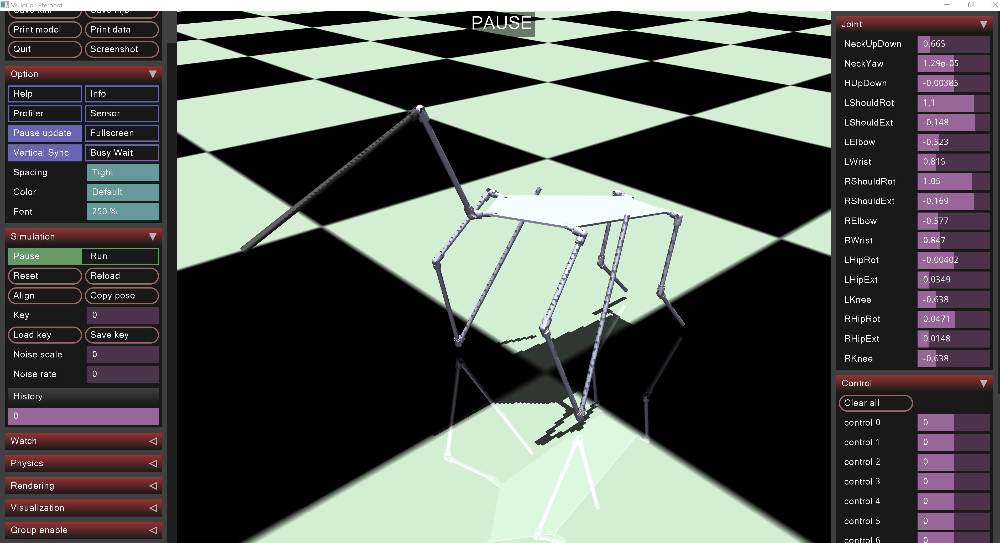 MuJoCo : Pterobot
Save xml Save mjb
Print model Print data
Quit Screenshot
Option
Help Info
Profiler Sensor
Pause update Fullscreen
Vertical Sync Busy Wait
Spacing Tight
Color Default
Font 250 %
Simulation
Pause Run
Reset Reload
Align Copy pose
Key 0
Load key Save key
Noise scale 0
Noise rate 0
History
0
Watch
Physics
Rendering
Visualization
Group enable
PAUSE
Joint
NeckUpDown 0.665
NeckYaw 1.29e-05
HUpDown -0.00385
LShouldRot 1.1
LShouldExt -0.148
LElbow -0.523
LWrist 0.815
RShouldRot 1.05
RShouldExt -0.169
RElbow -0.577
RWrist 0.847
LHipRot -0.00402
LHipExt 0.0349
LKnee -0.638
RHipRot 0.0471
RHipExt 0.0148
RKnee -0.638
Control
Clear all
control 0 0
control 1 0
control 2 0
control 3 0
control 4 0
control 5 0
control 6 0